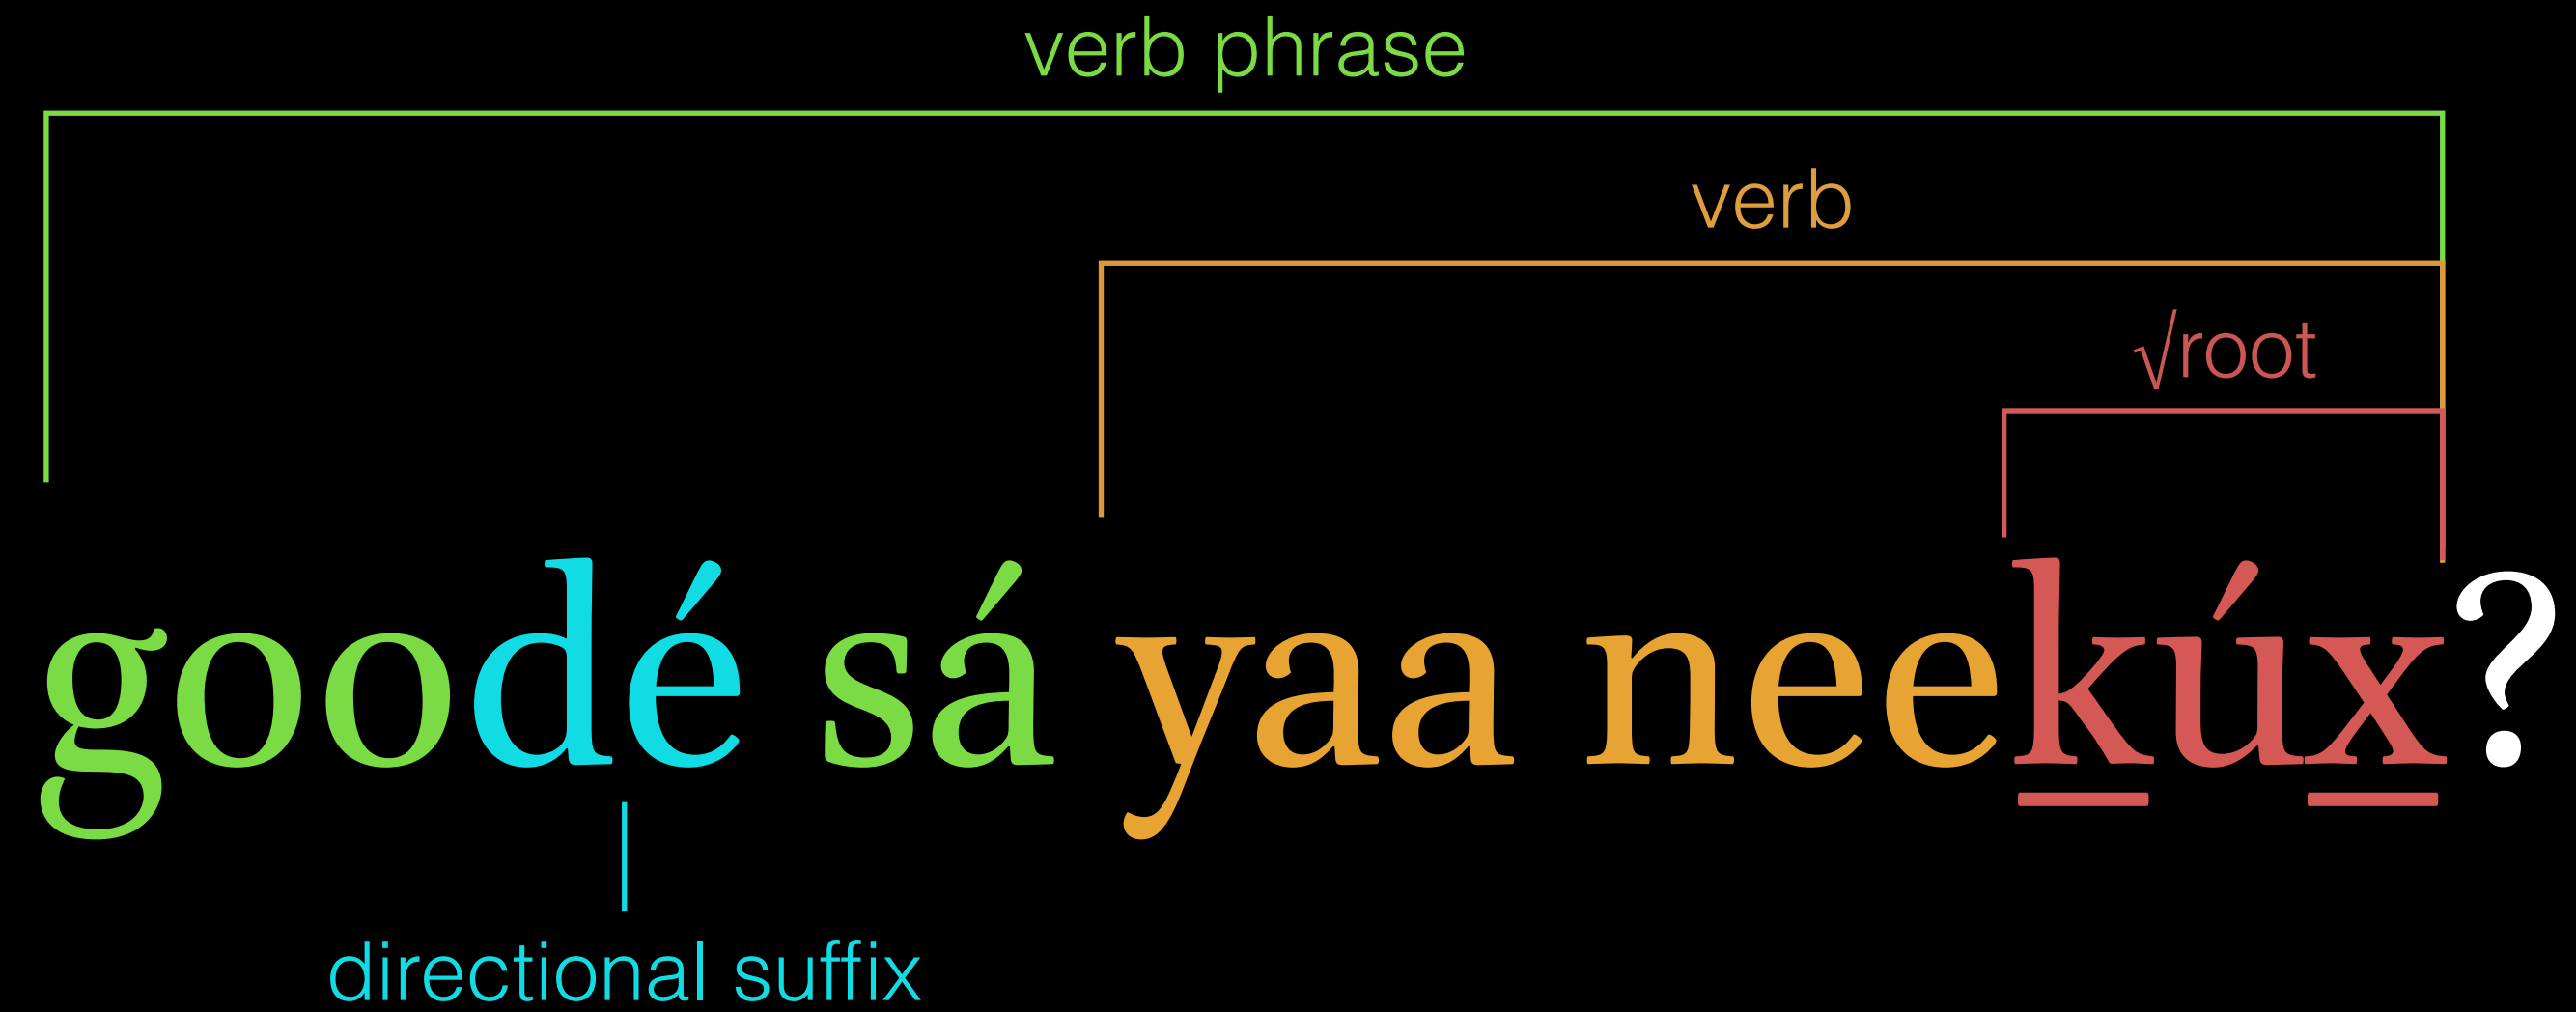 verb phrase
verb
√root
goodé sá yaa neeḵúx̱?
directional suffix